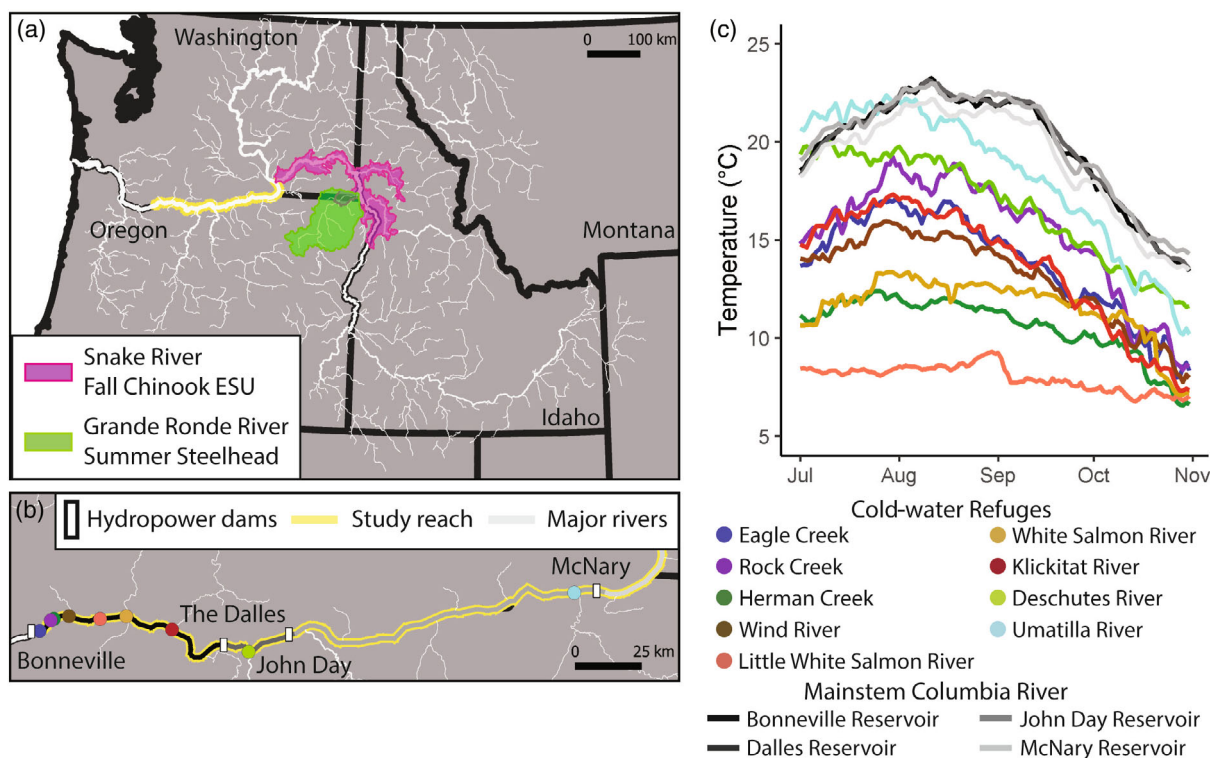 (a)
Washington
0 100 km
Oregon
Montana
Idaho
Snake River
Fall Chinook ESU
Grande Ronde River
Summer Steelhead
(b)
Hydropower dams Study reach Major rivers
McNary
The Dalles
Bonneville
John Day
0 25 km
(c)
Temperature (°C)
20
15
10
5
Jul Aug Sep Oct Nov
Cold-water Refuges
Eagle Creek White Salmon River
Rock Creek Klickitat River
Herman Creek Deschutes River
Wind River Umatilla River
Little White Salmon River
Mainstem Columbia River
Bonneville Reservoir John Day Reservoir
Dalles Reservoir McNary Reservoir